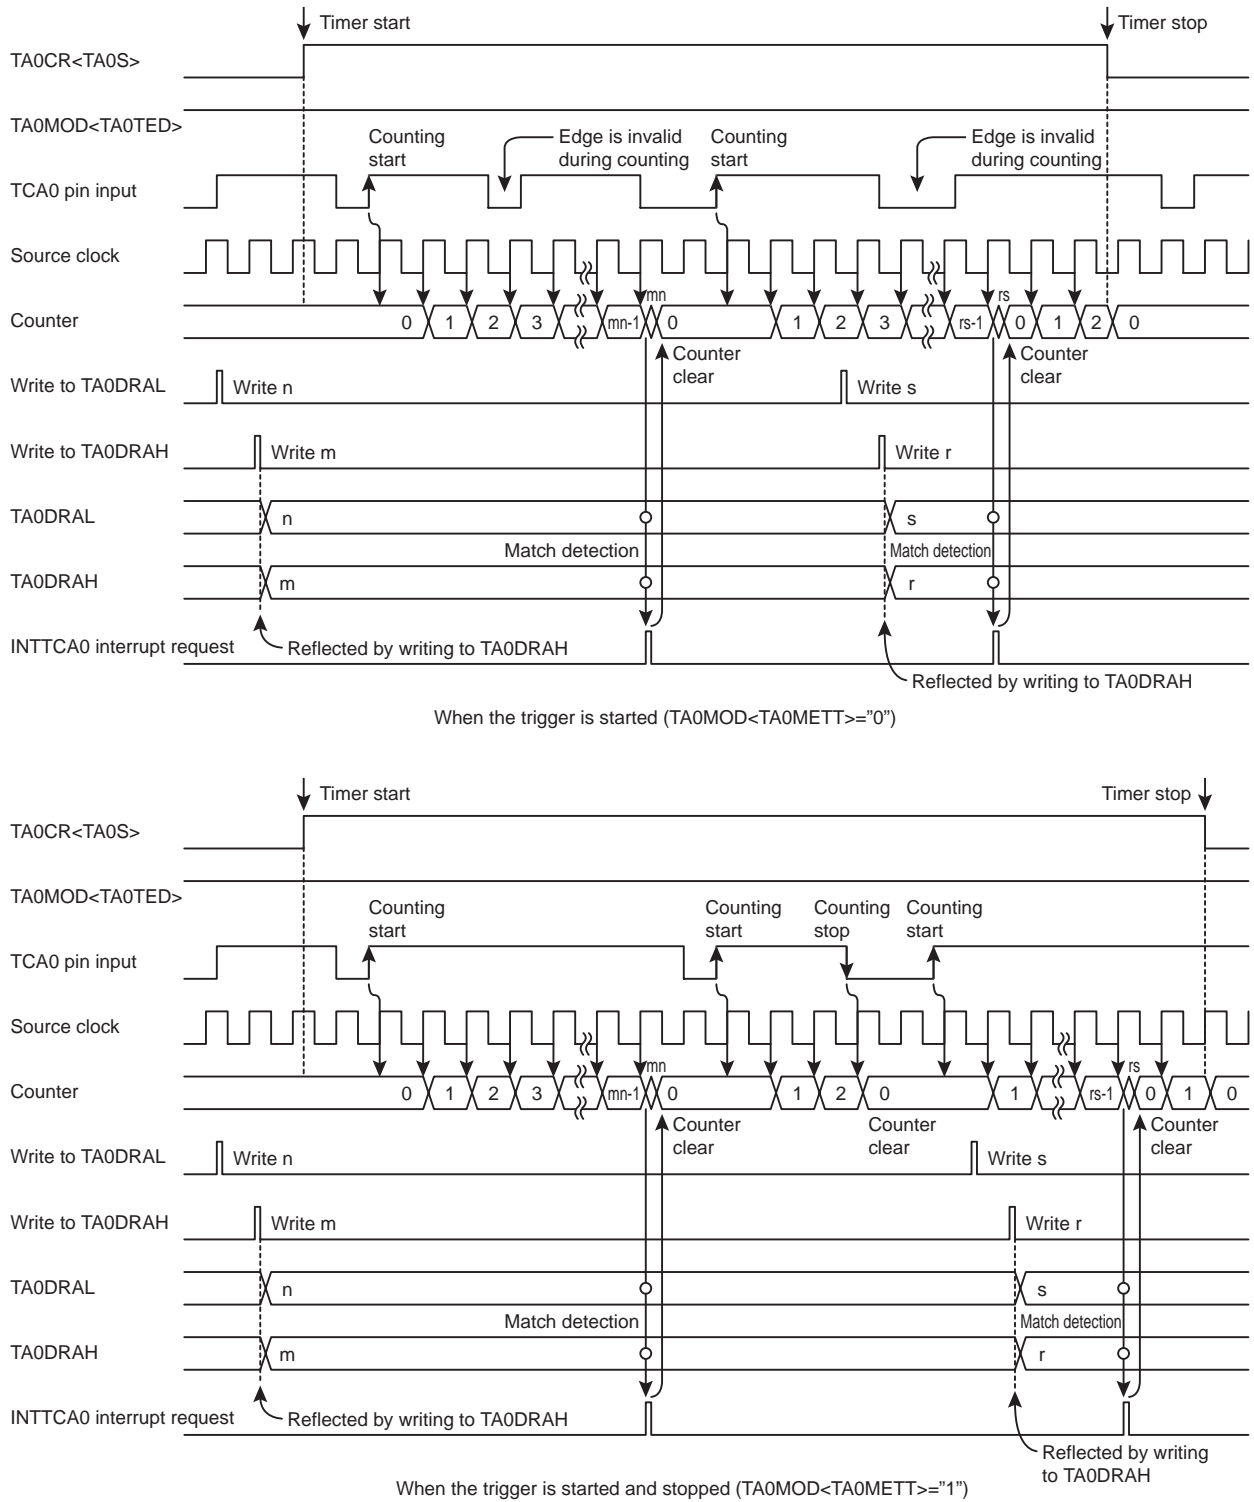 Timer start
Timer stop
TA0CR<TA0S>
TA0MOD<TA0TED>
Counting
start
Edge is invalid
during counting
Counting
start
Edge is invalid
during counting
TCA0 pin input
Source clock
mn
rs
Counter
0 1 2 3 mn-1 0 1 2 3 rs-1 0 1 2 0
Counter
clear
Counter
clear
Write to TA0DRAL
Write n
Write s
Write to TA0DRAH
Write m
Write r
TA0DRAL
n
s
Match detection
Match detection
TA0DRAH
m
r
INTTCA0 interrupt request
Reflected by writing to TA0DRAH
Reflected by writing to TA0DRAH
When the trigger is started (TA0MOD<TA0METT>=”0”)
Timer start
Timer stop
TA0CR<TA0S>
TA0MOD<TA0TED>
Counting
start
Counting
start
Counting
stop
Counting
start
TCA0 pin input
Source clock
mn
rs
Counter
0 1 2 3 mn-1 0 1 2 0 1 rs-1 0 1 0
Counter
clear
Counter
clear
Counter
clear
Write to TA0DRAL
Write n
Write s
Write to TA0DRAH
Write m
Write r
TA0DRAL
n
s
Match detection
Match detection
TA0DRAH
m
r
INTTCA0 interrupt request
Reflected by writing to TA0DRAH
Reflected by writing
to TA0DRAH
When the trigger is started and stopped (TA0MOD<TA0METT>=”1”)